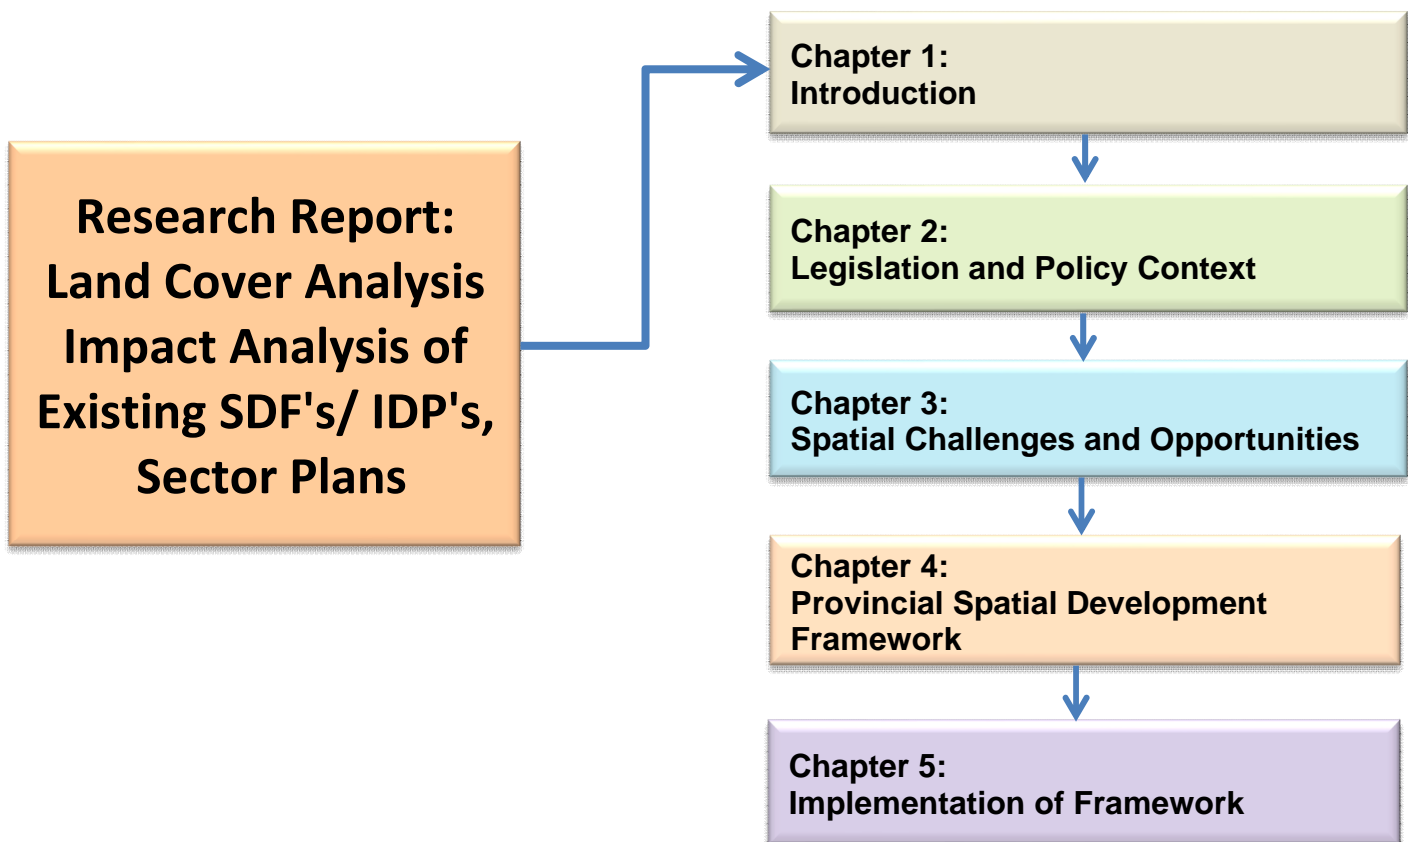 Research Report:
Land Cover Analysis
Impact Analysis of
Existing SDF's/ IDP's,
Sector Plans
Chapter 1:
Introduction
Chapter 2:
Legislation and Policy Context
Chapter 3:
Spatial Challenges and Opportunities
Chapter 4:
Provincial Spatial Development
Framework
Chapter 5:
Implementation of Framework